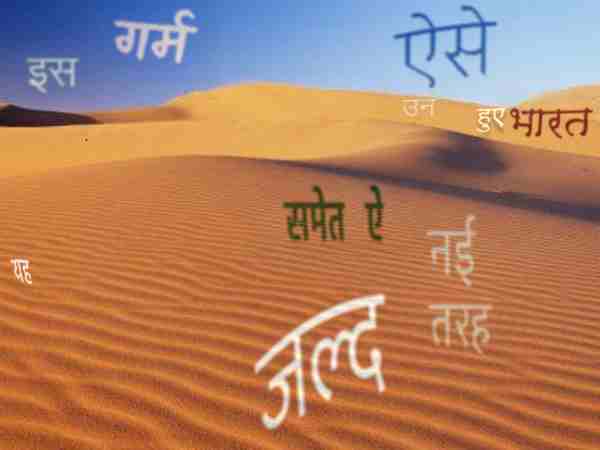 गर्म
ऐसे
इस
उन
हुए भारत
समेत ऐ
नई
यह
तरह
जल्द